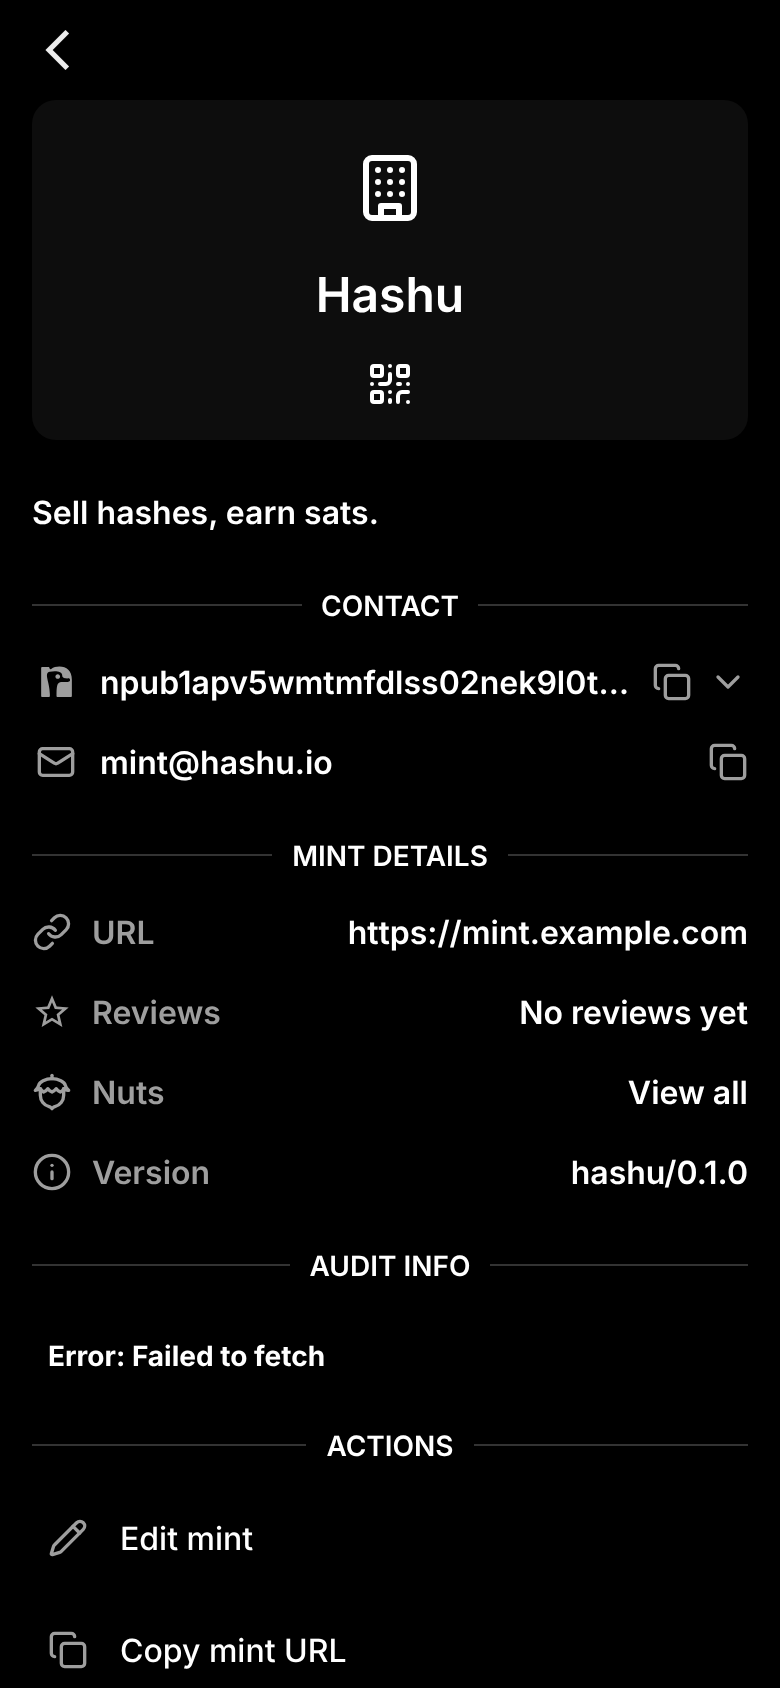 Hashu
Sell hashes, earn sats.
CONTACT
npub1apv5wmtmfdlss02nek9l0t...
mint@hashu.io
MINT DETAILS
URL https://mint.example.com
Reviews No reviews yet
Nuts View all
Version hashu/0.1.0
AUDIT INFO
Error: Failed to fetch
ACTIONS
Edit mint
Copy mint URL